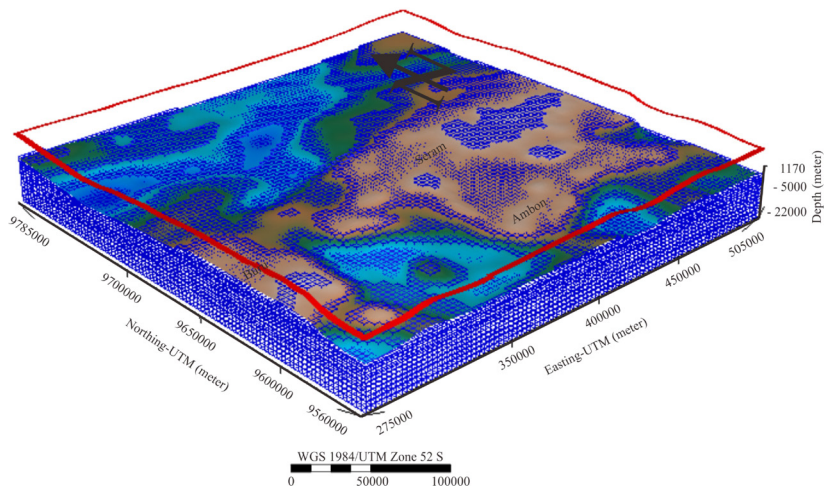 Seram
Ambon
1170
- 5000
- 22000
Depth (meter)
9785000
9700000
9650000
9600000
9560000
Northing-UTM (meter)
275000
350000
400000
450000
505000
Easting-UTM (meter)
WGS 1984/UTM Zone 52 S
0 50000 100000